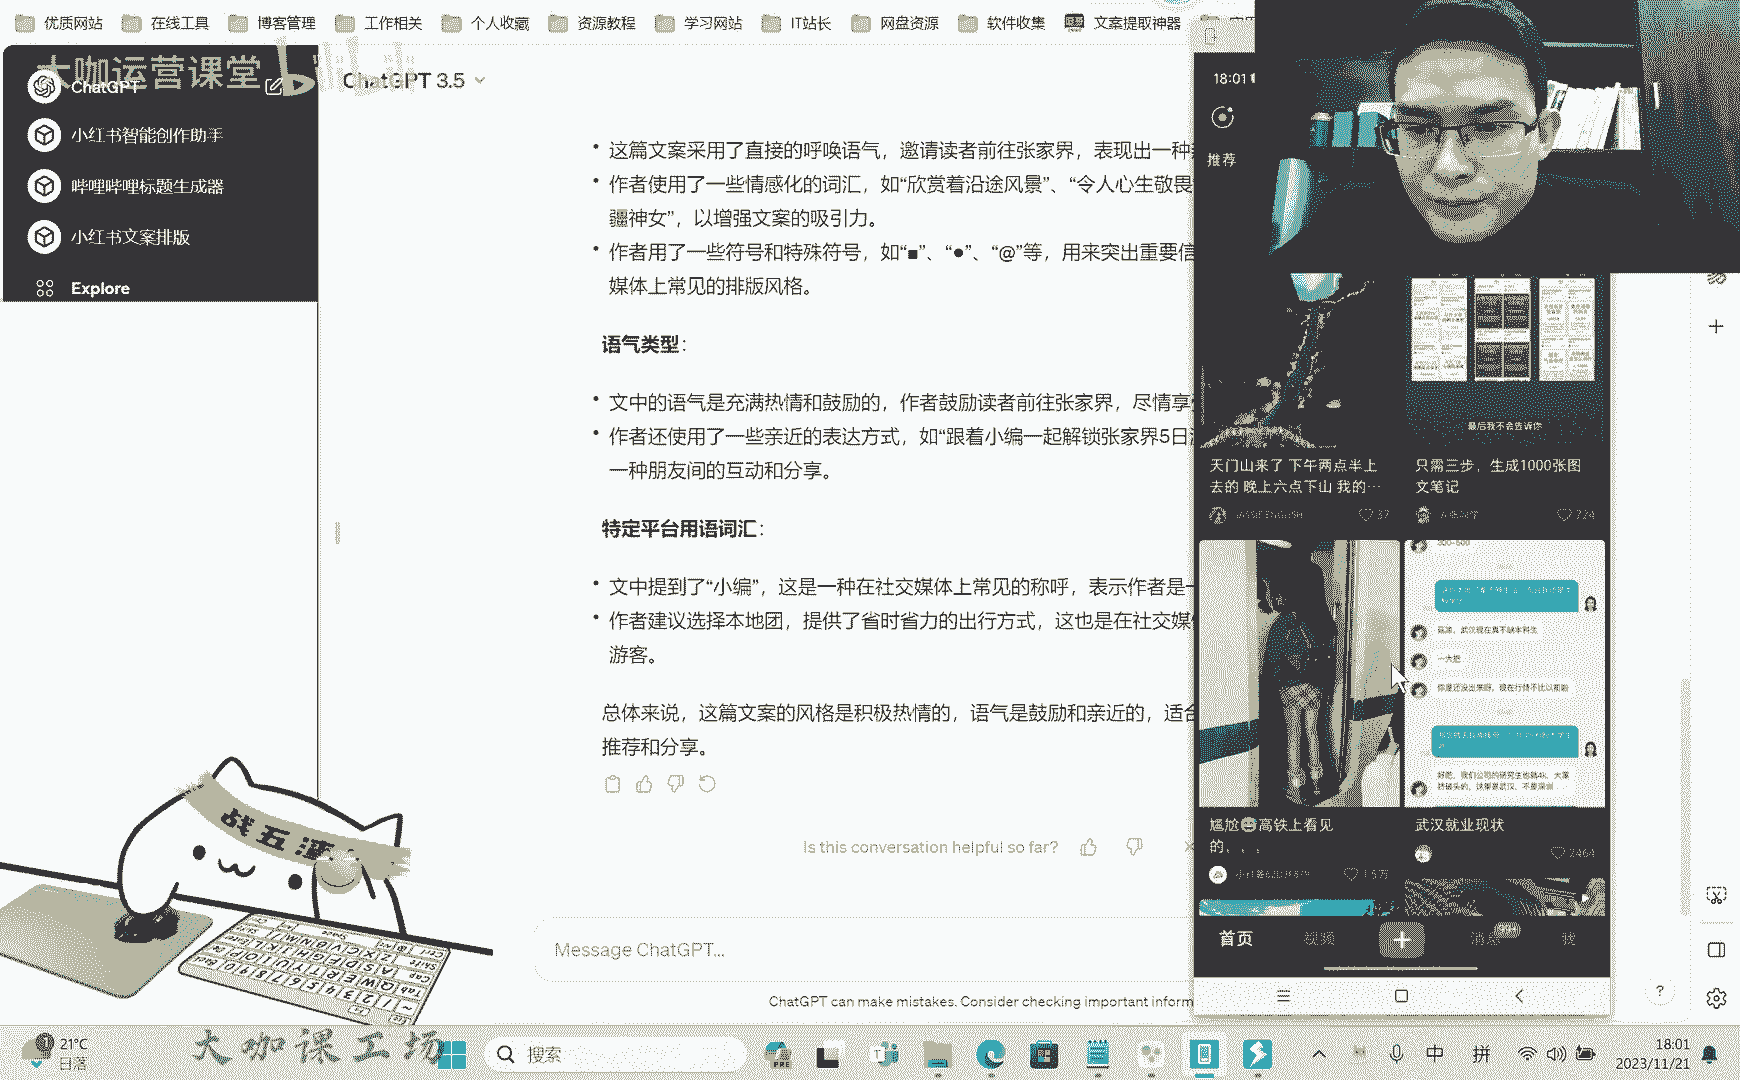 优质网站 在线工具 博客管理 工作相关 个人收藏 资源教程 学习网站 IT站长 网盘资源 软件收集 文案提取神器
大咖运营课堂
ChatGPT
小红书智能创作助手
哔哩哔哩标题生成器
小红书文案排版
Explore
ChatGPT 3.5
这篇文案采用了直接的呼唤语气，邀请读者前往张家界，表现出一种
作者使用了一些情感化的词汇，如“欣赏着沿途风景”、“令人心生敬畏
疆神女”，以增强文案的吸引力。
作者用了一些符号和特殊符号，如“■”、“●”、“@”等，用来突出重要信
媒体上常见的排版风格。
语气类型：
文中的语气是充满热情和鼓励的，作者鼓励读者前往张家界，尽情享
作者还使用了一些亲近的表达方式，如“跟着小编一起解锁张家界5日
一种朋友间的互动和分享。
特定平台用语词汇：
文中提到了“小编”，这是一种在社交媒体上常见的称呼，表示作者是一
作者建议选择本地团，提供了省时省力的出行方式，这也是在社交媒
游客。
总体来说，这篇文案的风格是积极热情的，语气是鼓励和亲近的，适合
推荐和分享。
Is this conversation helpful so far?
Message ChatGPT...
ChatGPT can make mistakes. Consider checking important inform
18:01
推荐
最后我不会告诉你
天门山来了 下午两点半上
去的 晚上六点下山 我的…
37
只需三步，生成1000张图
文笔记
724
尴尬😅高铁上看见
的，，，
1.5万
一大把
武汉就业现状
2464
首页 视频 + 消息 99+ 我
?
战五渣
大咖课工场
21°C
日落
搜索
中 拼
18:01
2023/11/21